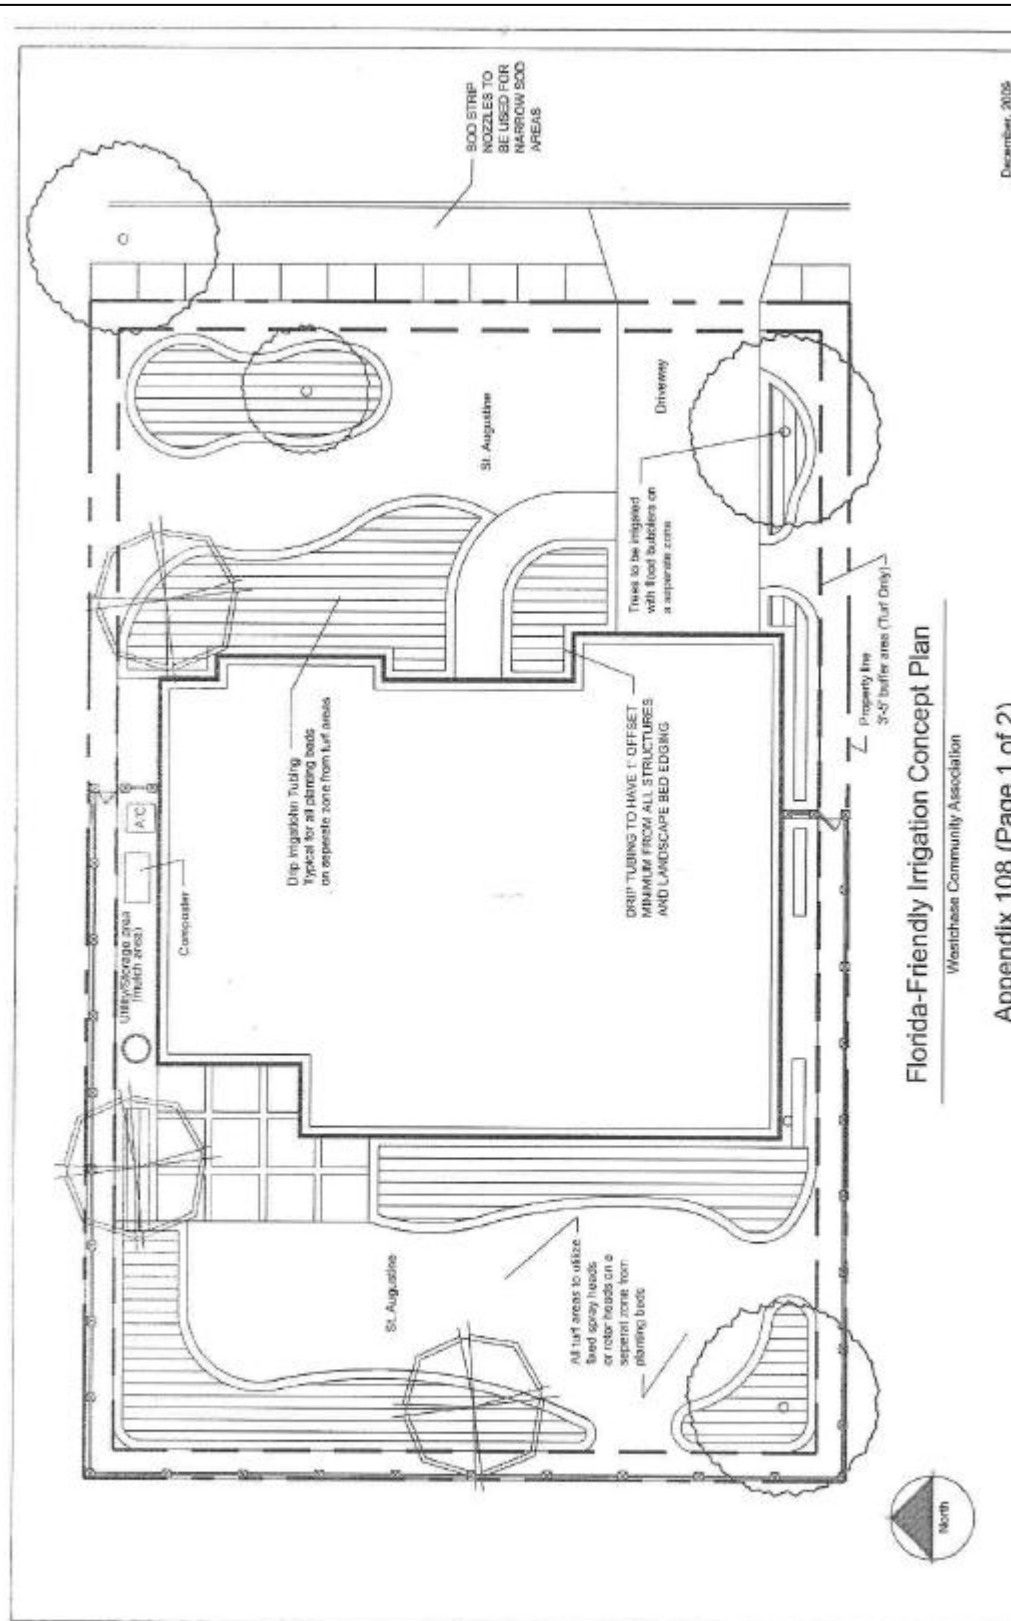 December, 2009
SOD STRIP
NOZZLES TO
BE USED FOR
NARROW SOD
AREAS
St. Augustine
Driveway
Trees to be irrigated
with flood bubblers on
a seperate zone
Property line
3'-5' buffer area (Turf Only)
Drip Irrigatiohn Tubing
Typical for all planting beds
on seperate zone from turf areas
DRIP TUBING TO HAVE 1' OFFSET
MINIMUM FROM ALL STRUCTURES
AND LANDSCAPE BED EDGING
A/C
Composter
Utility/Storage area
(mulch area)
St. Augustine
All turf areas to utilize
fixed spray heads
or rotor heads on a
seperat zone from
planting beds
North
Florida-Friendly Irrigation Concept Plan
Westchase Community Association
Appendix 108 (Page 1 of 2)